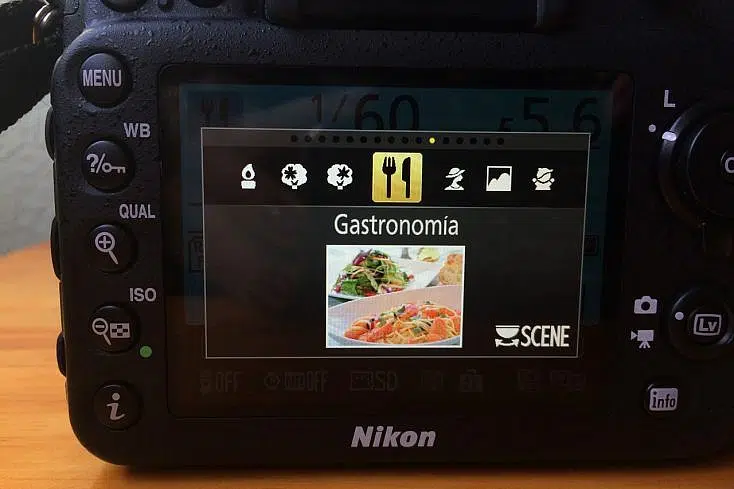 MENU
WB
?/
QUAL
ISO
i
1/60
F5.6
Gastronomía
SCENE
OFF
OFF
SD
L
Lv
info
Nikon